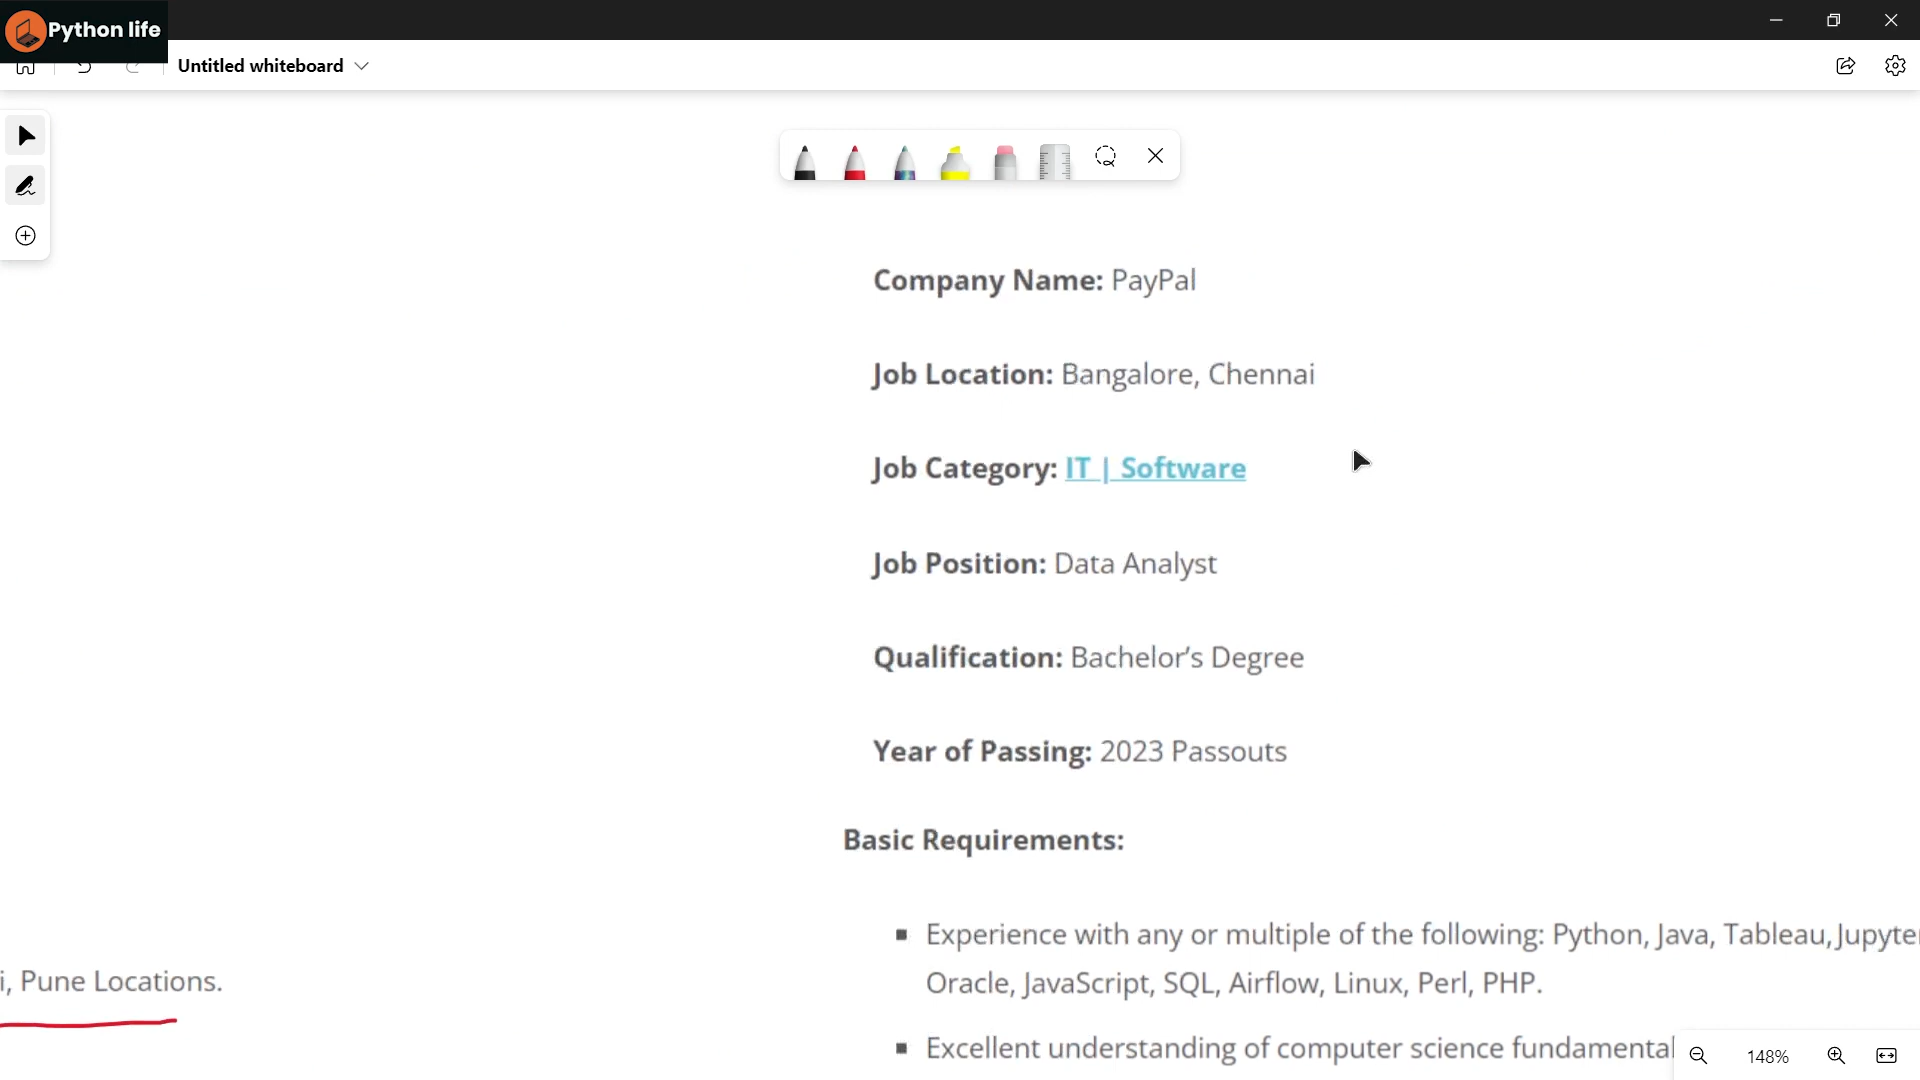 Python life
Untitled whiteboard
Company Name: PayPal
Job Location: Bangalore, Chennai
Job Category: IT | Software
Job Position: Data Analyst
Qualification: Bachelor’s Degree
Year of Passing: 2023 Passouts
Basic Requirements:
▪ Experience with any or multiple of the following: Python, Java, Tableau, Jupyte
Oracle, JavaScript, SQL, Airflow, Linux, Perl, PHP.
i, Pune Locations.
▪ Excellent understanding of computer science fundamental
148%